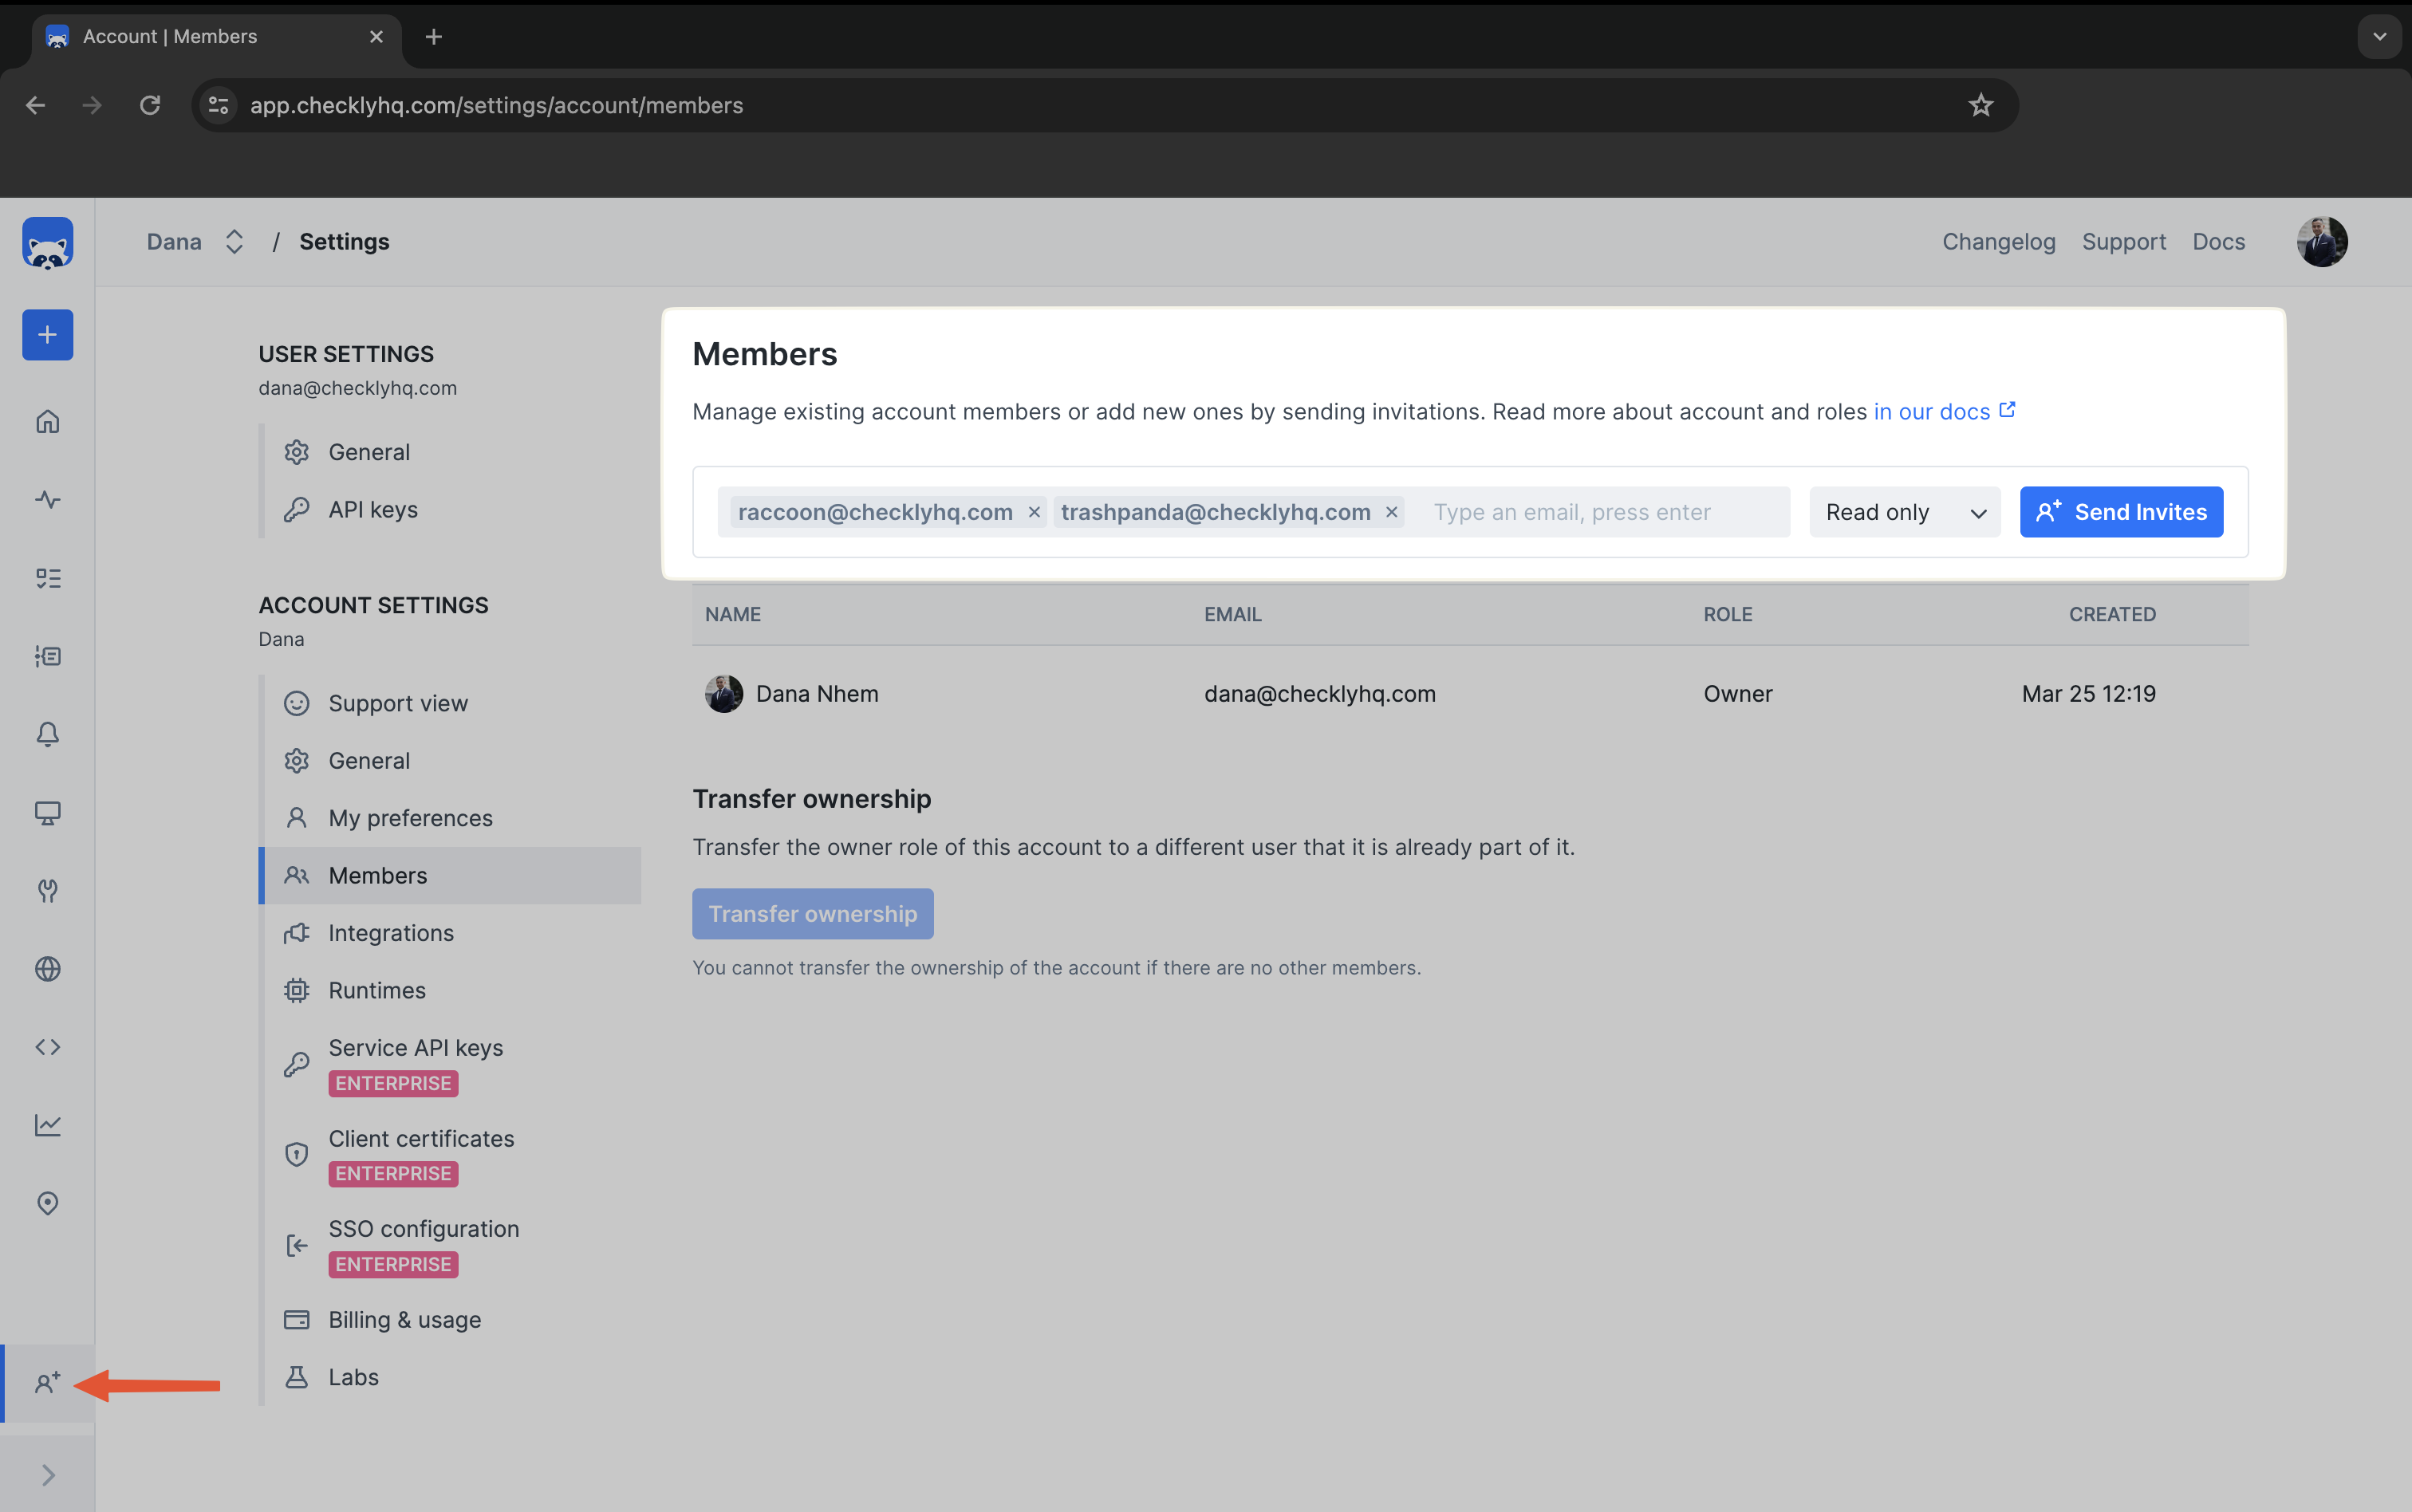 Account | Members
app.checklyhq.com/settings/account/members
Dana / Settings
Changelog Support Docs
USER SETTINGS
dana@checklyhq.com
General
API keys
ACCOUNT SETTINGS
Dana
Support view
General
My preferences
Members
Integrations
Runtimes
Service API keys
ENTERPRISE
Client certificates
ENTERPRISE
SSO configuration
ENTERPRISE
Billing & usage
Labs
Members
Manage existing account members or add new ones by sending invitations. Read more about account and roles in our docs
raccoon@checklyhq.com × trashpanda@checklyhq.com × Type an email, press enter Read only Send Invites
NAME EMAIL ROLE CREATED
Dana Nhem dana@checklyhq.com Owner Mar 25 12:19
Transfer ownership
Transfer the owner role of this account to a different user that it is already part of it.
Transfer ownership
You cannot transfer the ownership of the account if there are no other members.